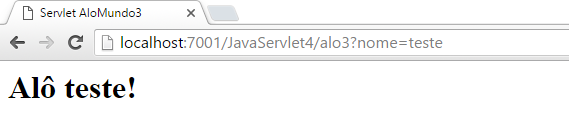 Servlet AloMundo3
localhost:7001/JavaServlet4/alo3?nome=teste
Alô teste!